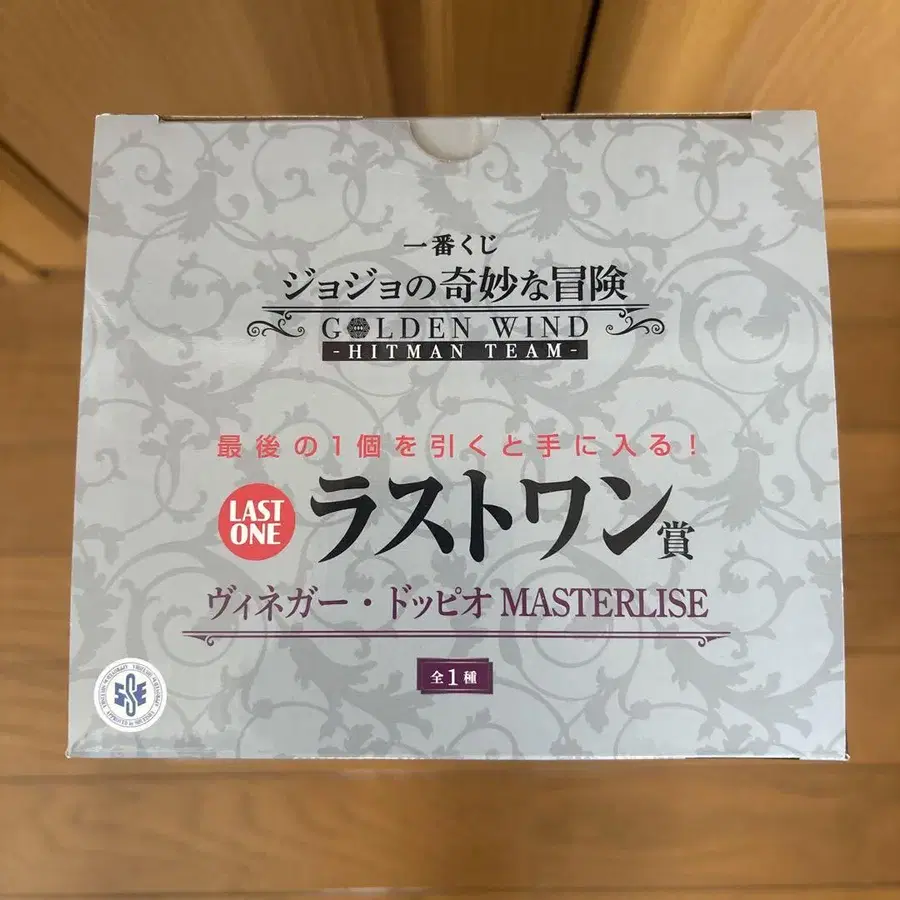 一番くじ
ジョジョの奇妙な冒険
GOLDEN WIND
-HITMAN TEAM-
最後の1個を引くと手に入る!
LAST ONE
ラストワン賞
ヴィネガー・ドッピオ MASTERLISE
全1種